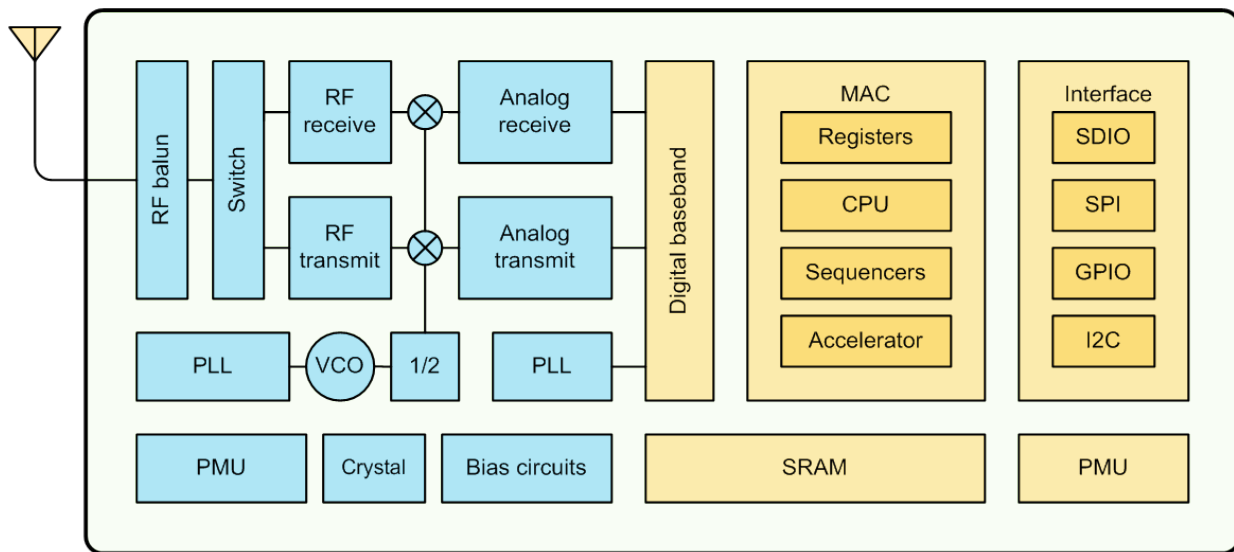 RF balun
Switch
RF
receive
Analog
receive
RF
transmit
Analog
transmit
PLL
VCO
1/2
PLL
Digital baseband
MAC
Registers
CPU
Sequencers
Accelerator
Interface
SDIO
SPI
GPIO
I2C
PMU
Crystal
Bias circuits
SRAM
PMU